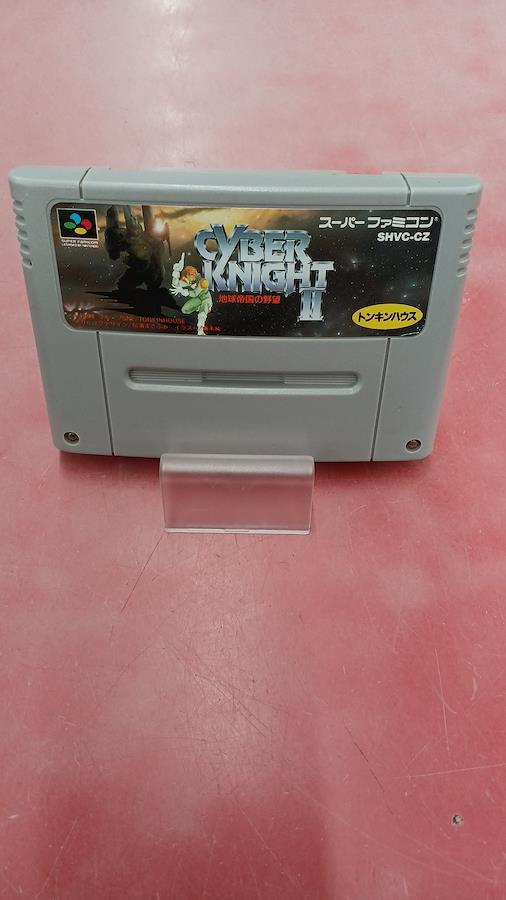 スーパーファミコン®
SHVC-CZ
SUPER FAMICOM
CYBER
KNIGHT
II
地球帝国の野望
トンキンハウス